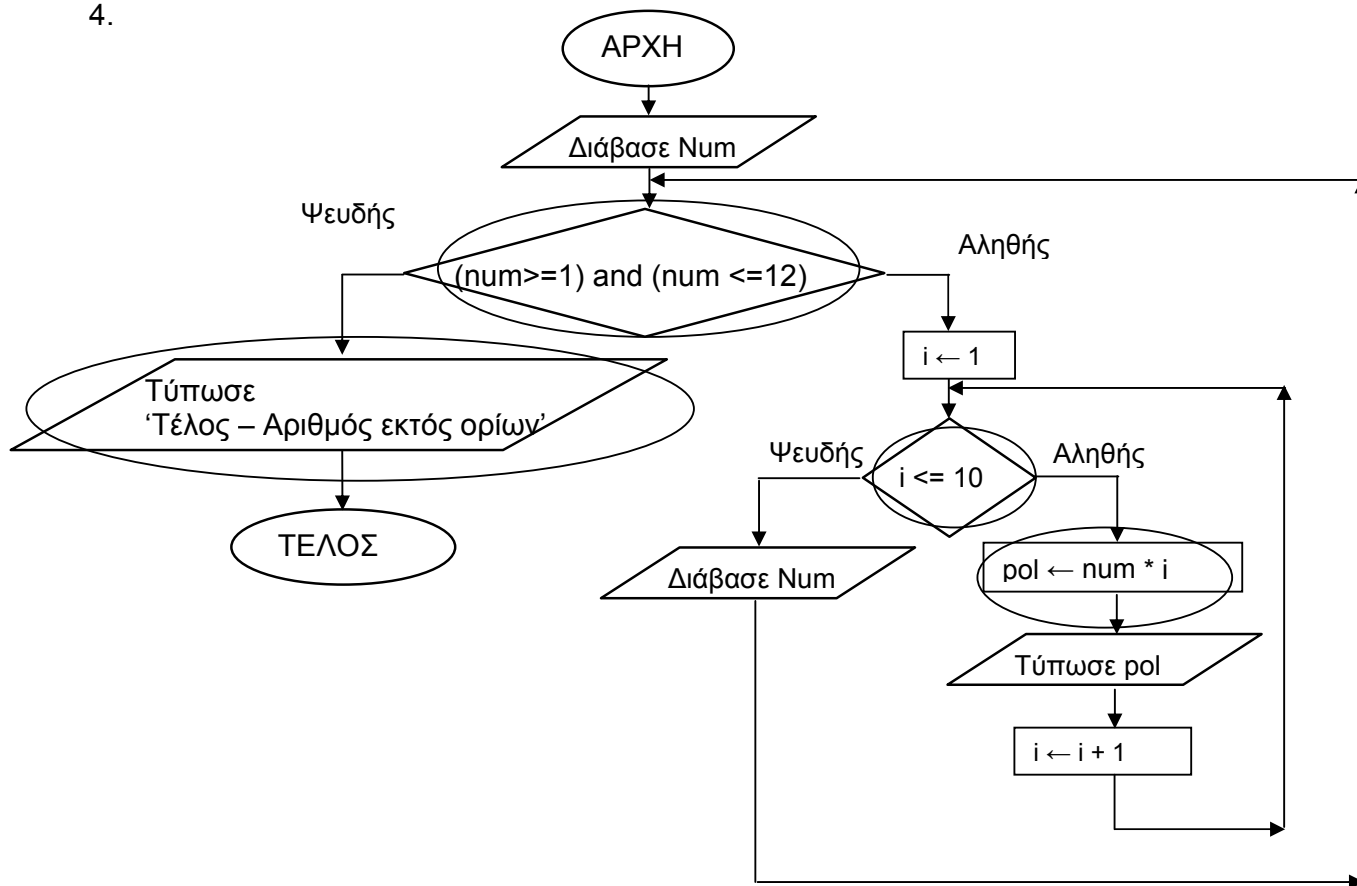 4.
ΑΡΧΗ
Διάβασε Num
Ψευδής
Αληθής
(num>=1) and (num <=12)
i ← 1
Τύπωσε
‘Τέλος – Αριθμός εκτός ορίων’
Ψευδής
Αληθής
i <= 10
ΤΕΛΟΣ
Διάβασε Num
pol ← num * i
Τύπωσε pol
i ← i + 1